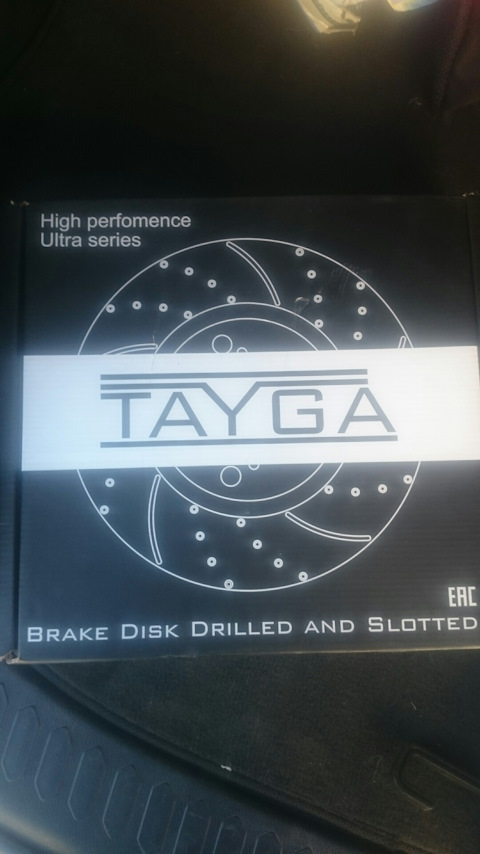 High perfomence
Ultra series
TAYGA
EAC
BRAKE DISK DRILLED AND SLOTTED